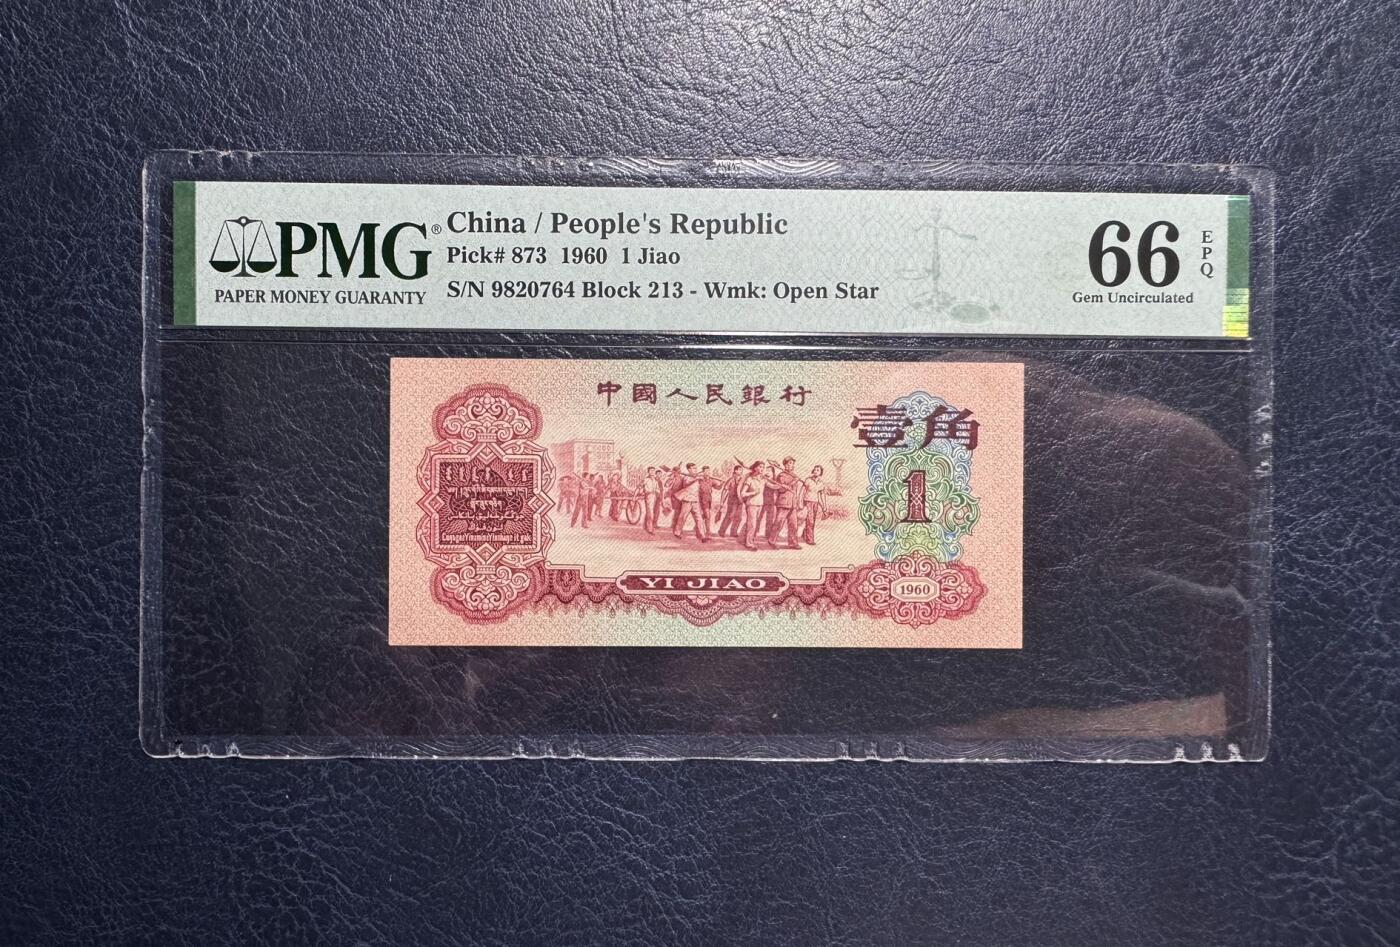 PMG®
PAPER MONEY GUARANTY
China / People's Republic
Pick# 873 1960 1 Jiao
S/N 9820764 Block 213 - Wmk: Open Star
66
EPQ
Gem Uncirculated
中國人民銀行
壹角
1
YI JIAO
1960